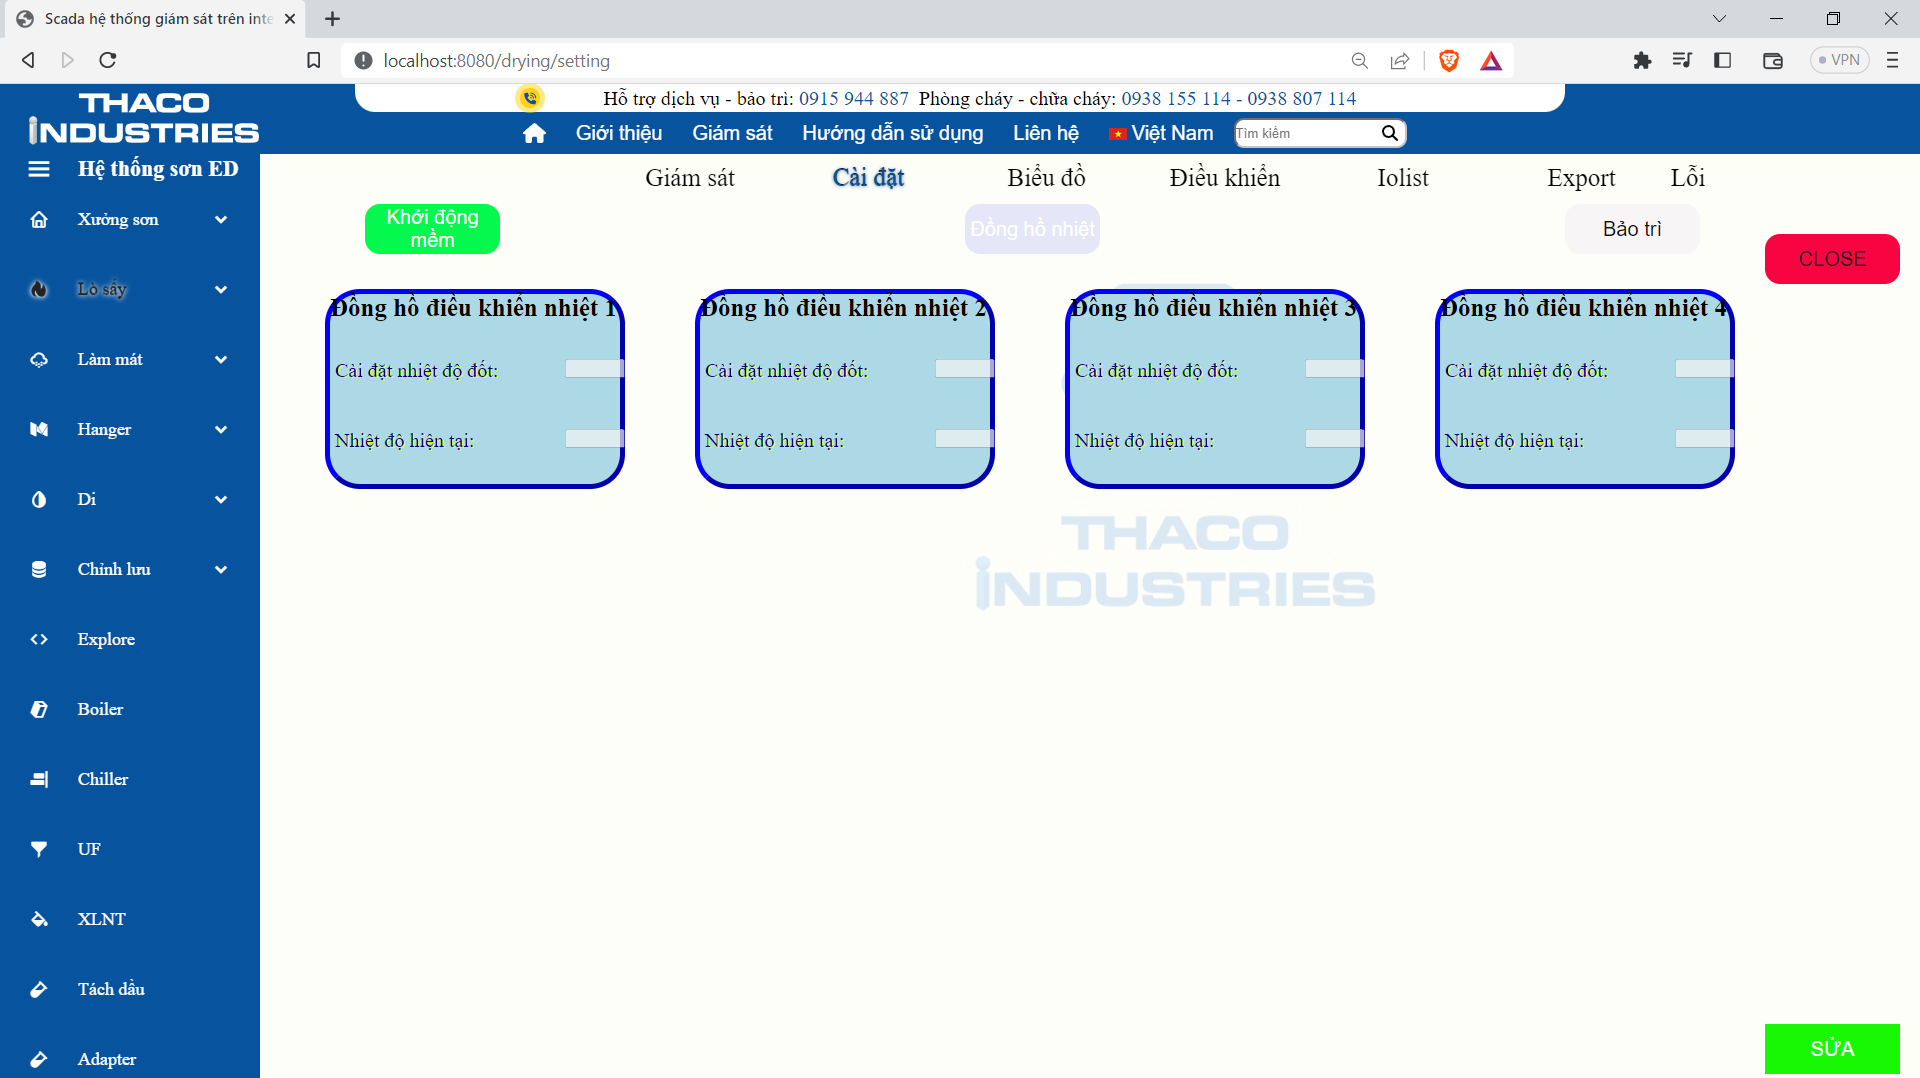 Scada hệ thống giám sát trên inte
localhost:8080/drying/setting
VPN
THACO
INDUSTRIES
Hỗ trợ dịch vụ - bảo trì: 0915 944 887 Phòng cháy - chữa cháy: 0938 155 114 - 0938 807 114
Giới thiệu
Giám sát
Hướng dẫn sử dụng
Liên hệ
Việt Nam
Tìm kiếm
Hệ thống sơn ED
Xưởng sơn
Lò sấy
Làm mát
Hanger
Di
Chỉnh lưu
Explore
Boiler
Chiller
UF
XLNT
Tách dầu
Adapter
Giám sát
Cài đặt
Biểu đồ
Điều khiển
Iolist
Export
Lỗi
Khởi động
mềm
Đồng hồ nhiệt
Bảo trì
CLOSE
Đồng hồ điều khiển nhiệt 1
Cài đặt nhiệt độ đốt:
Nhiệt độ hiện tại:
Đồng hồ điều khiển nhiệt 2
Cài đặt nhiệt độ đốt:
Nhiệt độ hiện tại:
Đồng hồ điều khiển nhiệt 3
Cài đặt nhiệt độ đốt:
Nhiệt độ hiện tại:
Đồng hồ điều khiển nhiệt 4
Cài đặt nhiệt độ đốt:
Nhiệt độ hiện tại:
THACO
INDUSTRIES
SỬA